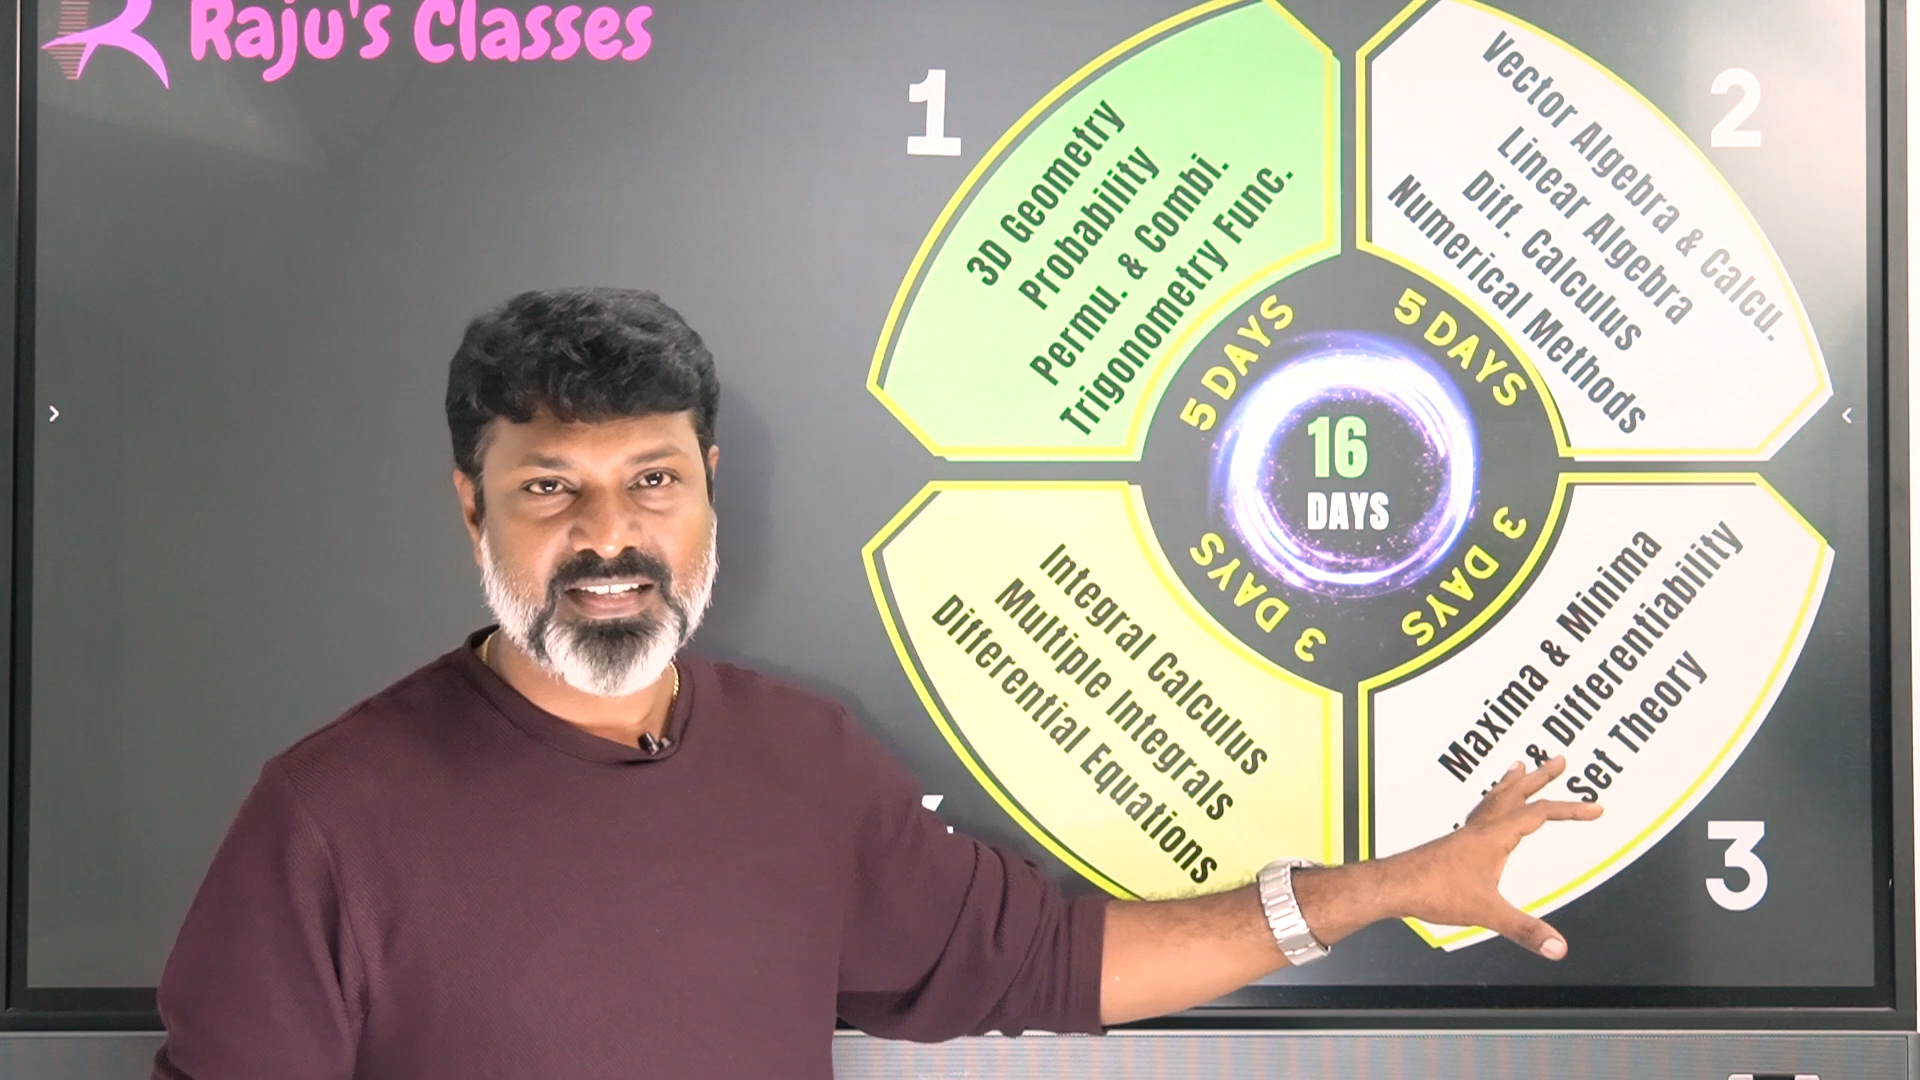 Raju's Classes
1
3D Geometry
Probability
Permu. & Combi.
Trigonometry Func.
5 DAYS
2
Vector Algebra & Calcu.
Linear Algebra
Diff. Calculus
Numerical Methods
5 DAYS
16
DAYS
3 DAYS
Integral Calculus
Multiple Integrals
Differential Equations
3 DAYS
Maxima & Minima
& Differentiability
Set Theory
3